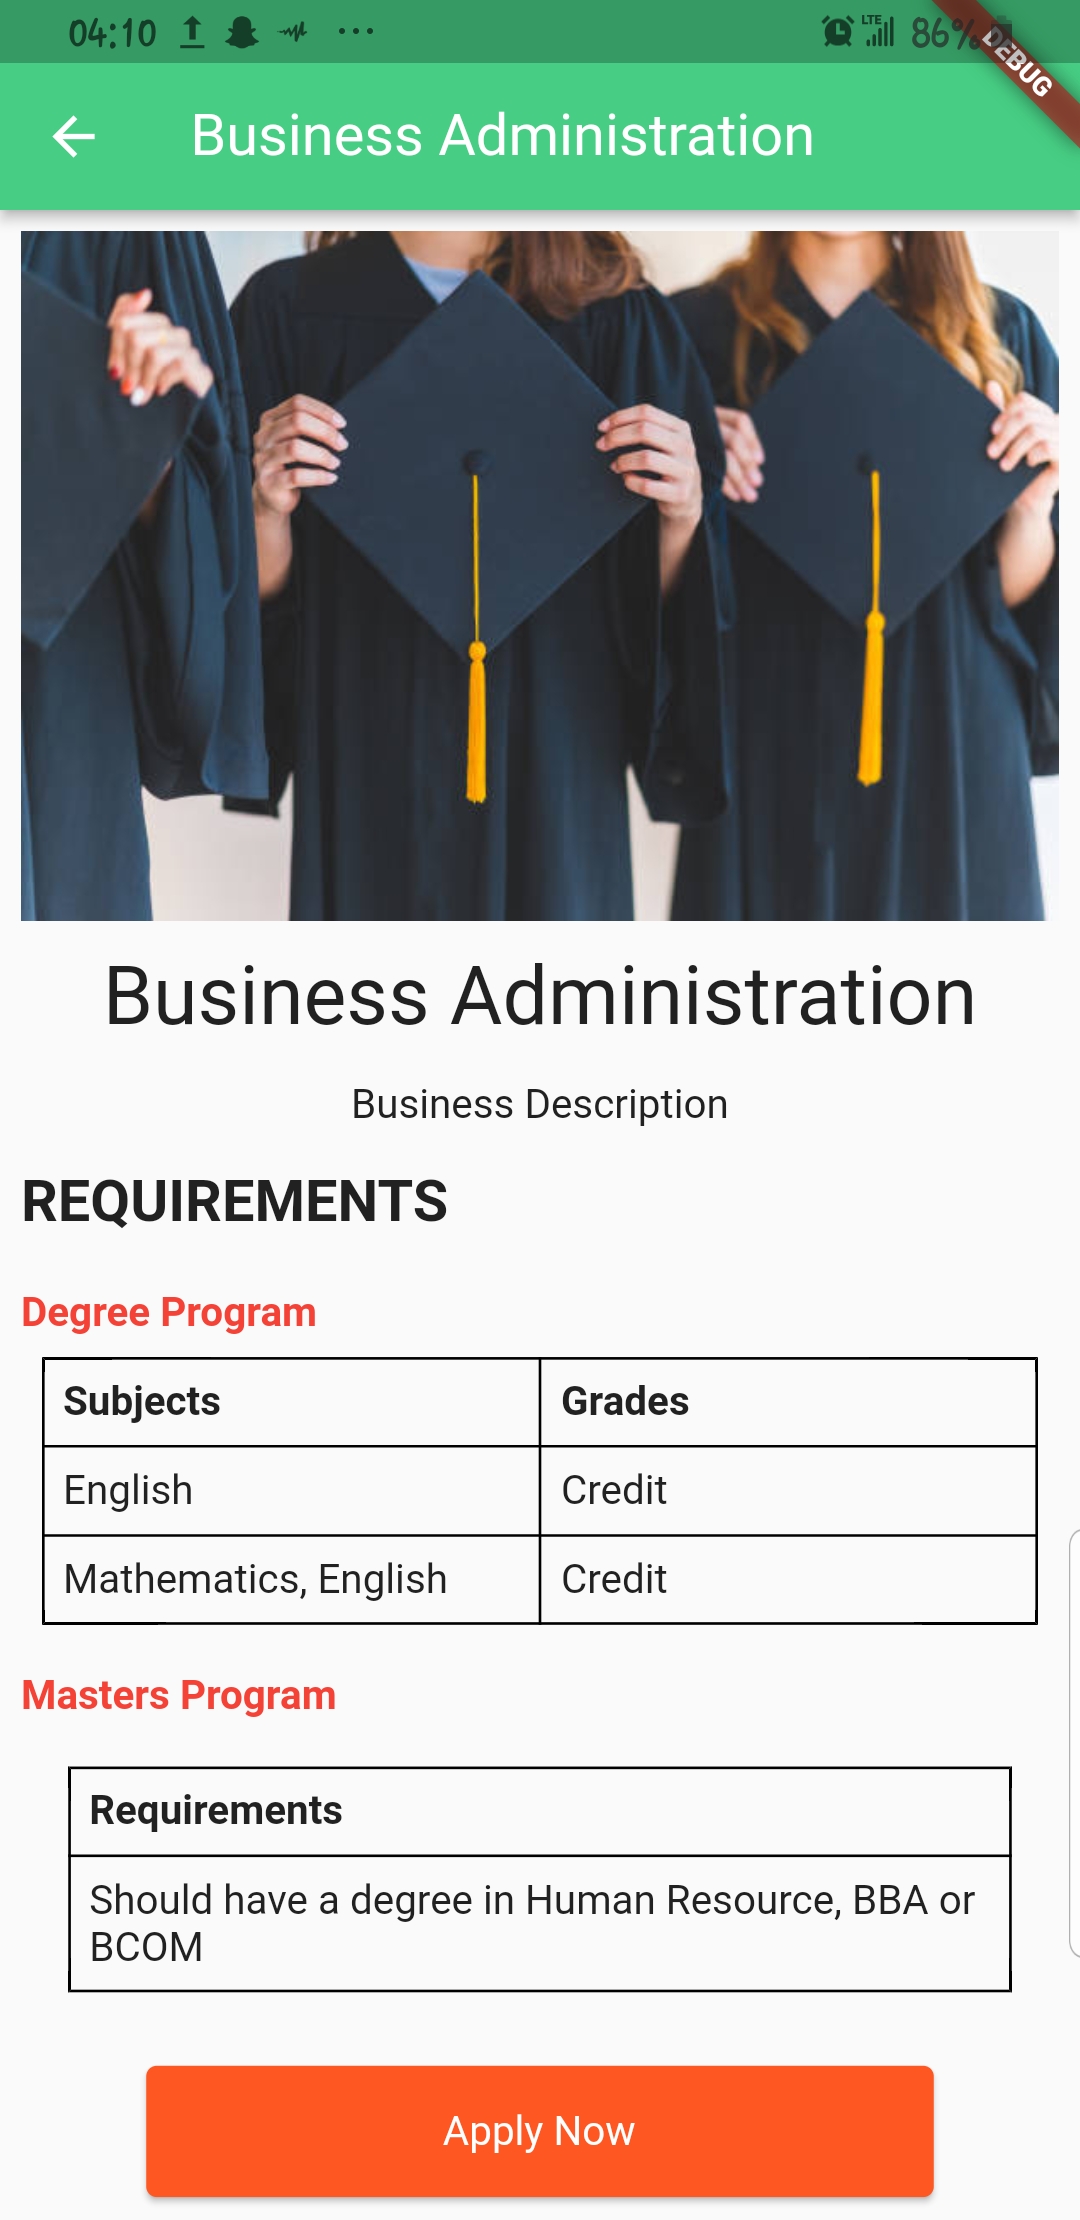 04:10
LTE
86%
DEBUG
Business Administration
Business Administration
Business Description
REQUIREMENTS
Degree Program
Subjects Grades
English Credit
Mathematics, English Credit
Masters Program
Requirements
Should have a degree in Human Resource, BBA or
BCOM
Apply Now